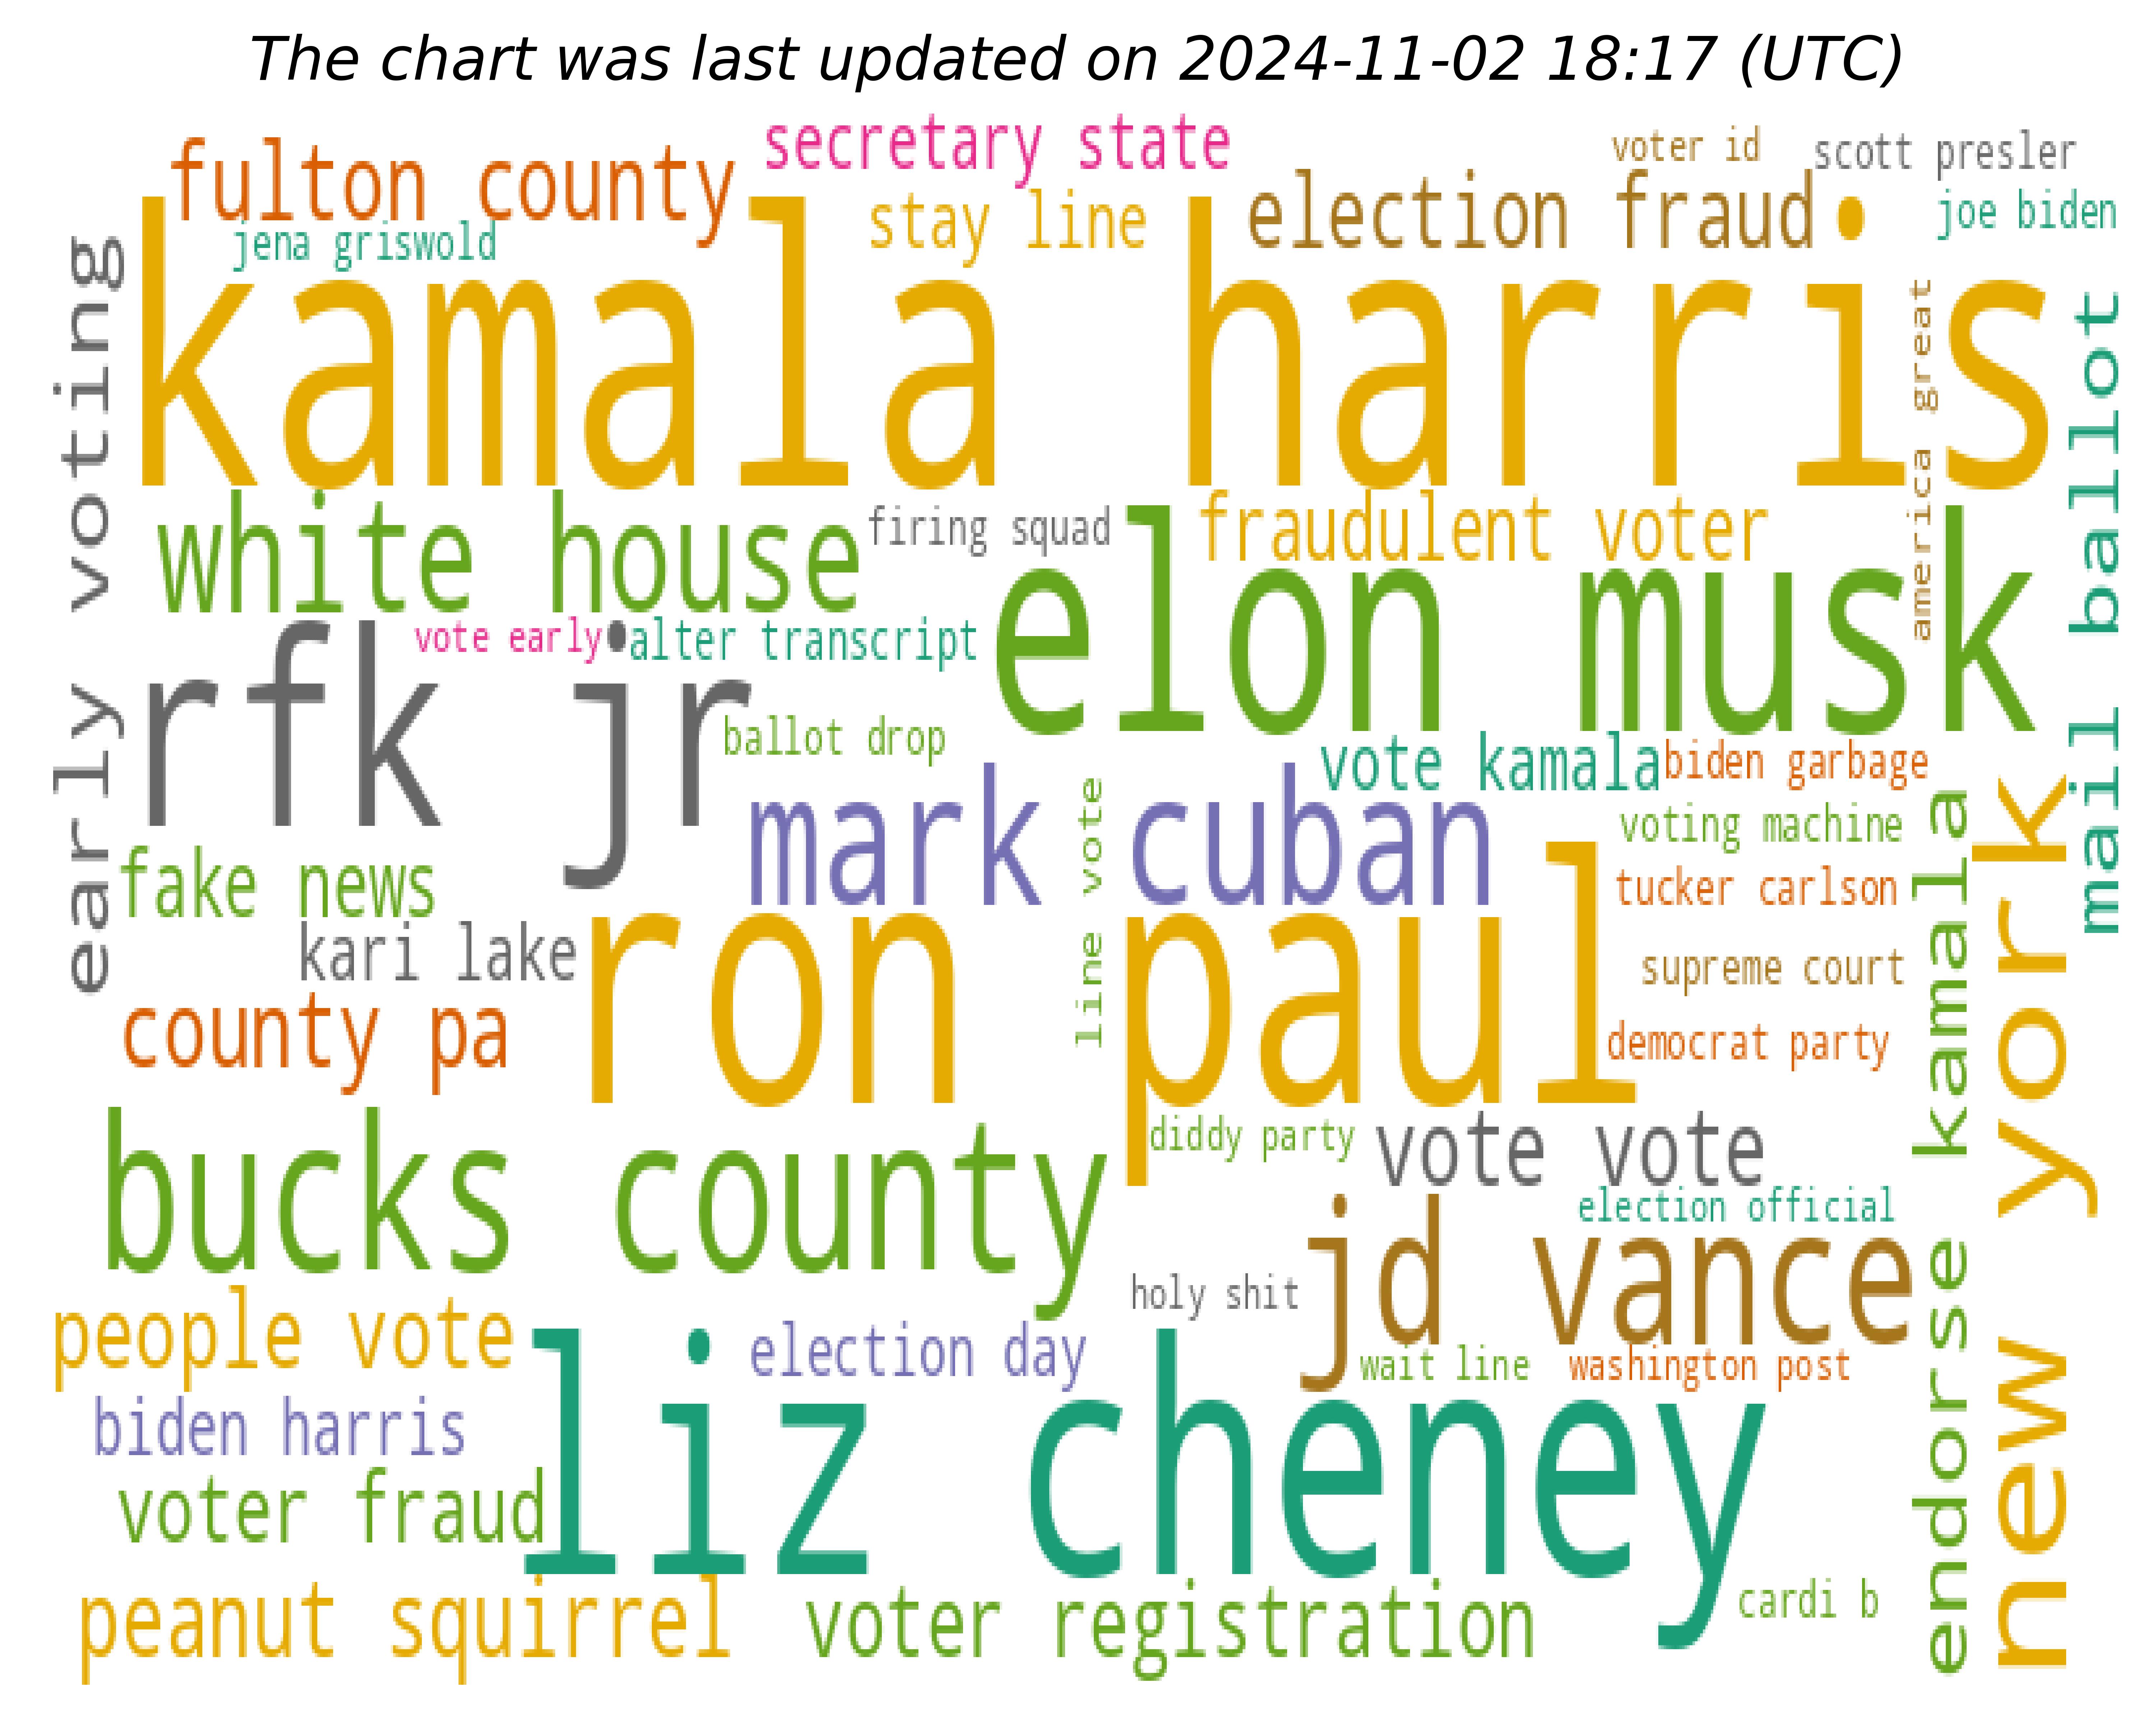 The chart was last updated on 2024-11-02 18:17 (UTC)
secretary state
voter id
scott presler
fulton county
stay line
election fraud
joe biden
jena griswold
kamala harris
early voting
america great
mail ballot
white house
firing squad
fraudulent voter
elon musk
vote early
alter transcript
rfk jr
ballot drop
vote kamala
biden garbage
mark cuban
line vote
voting machine
fake news
tucker carlson
kari lake
ron paul
supreme court
county pa
democrat party
endorse kamala
new york
bucks county
diddy party
vote vote
election official
jd vance
holy shit
people vote
election day
wait line
washington post
biden harris
liz cheney
voter fraud
peanut squirrel
voter registration
cardi b